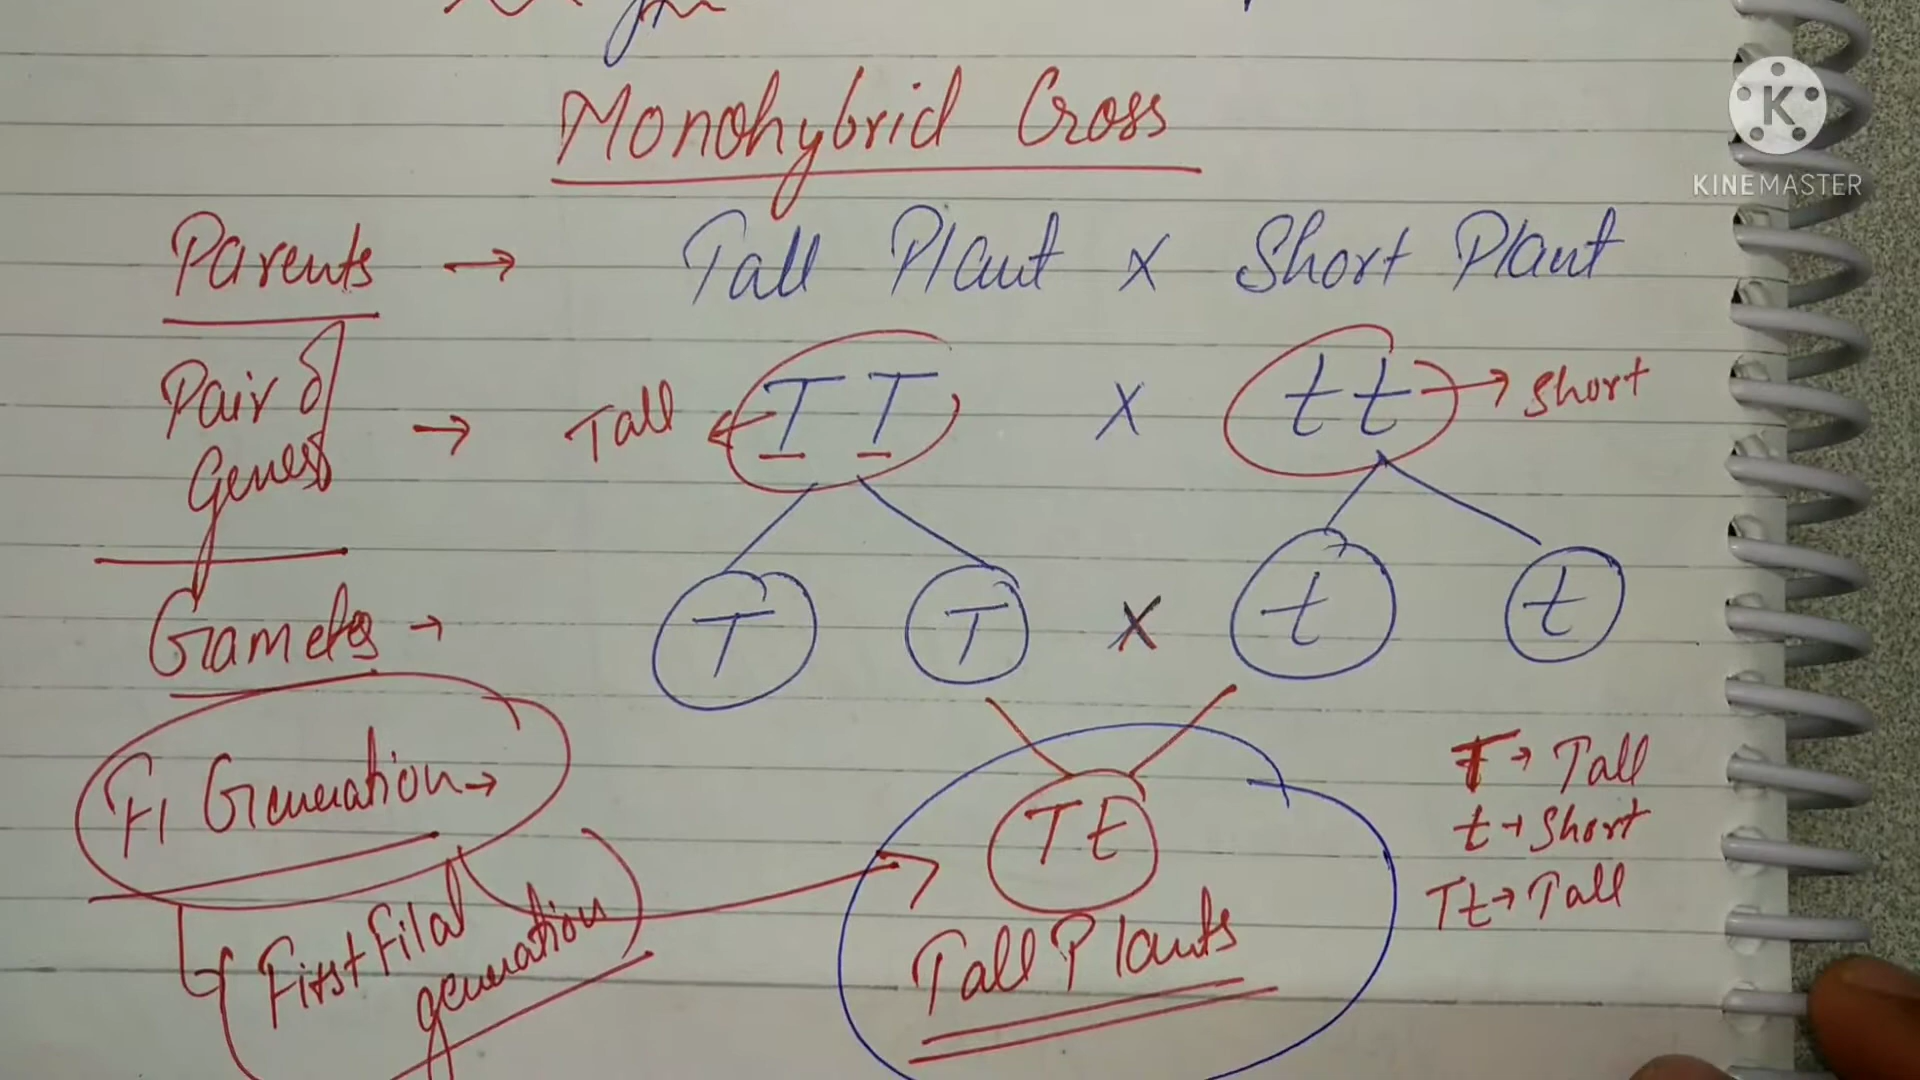 Monohybrid Cross
K
KINEMASTER
Parents → Tall Plant X Short Plant
Pair of Genes → Tall ← TT X tt → Short
Gametes → T T X t t
F1 Generation → Tt
First Filal generation
Tall Plants
T → Tall
t → Short
Tt → Tall